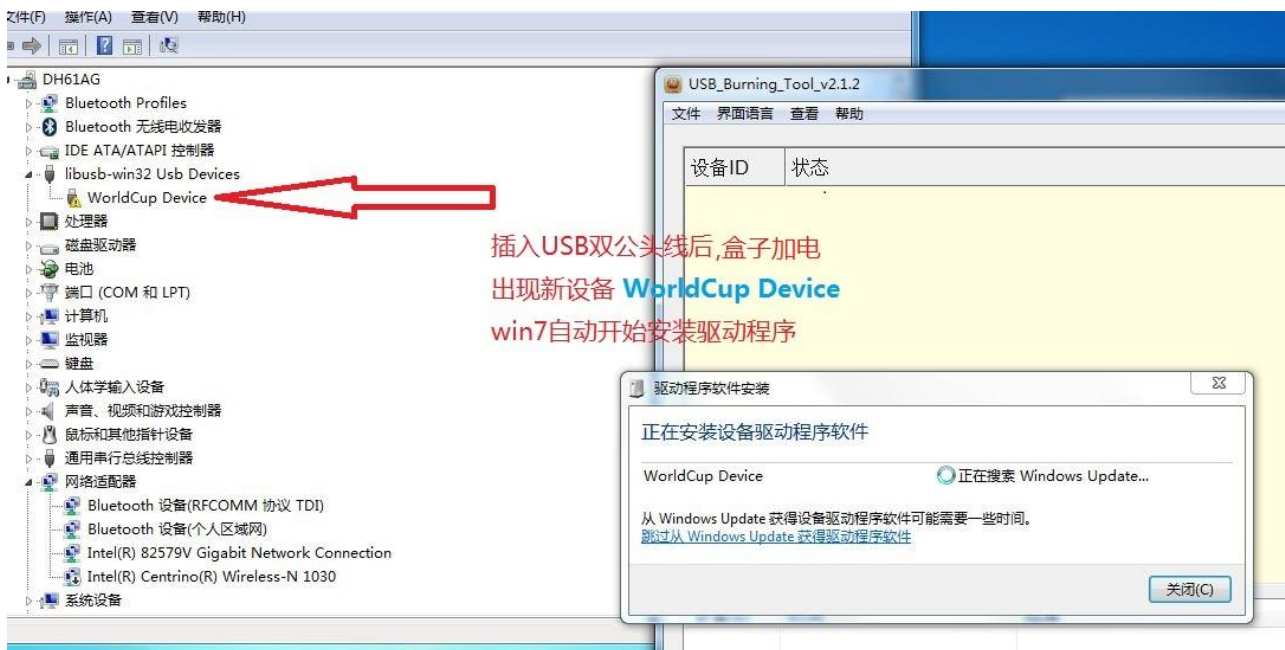 文件(F) 操作(A) 查看(V) 帮助(H)
DH61AG
Bluetooth Profiles
Bluetooth 无线电收发器
IDE ATA/ATAPI 控制器
libusb-win32 Usb Devices
WorldCup Device
处理器
磁盘驱动器
电池
端口 (COM 和 LPT)
计算机
监视器
键盘
人体学输入设备
声音、视频和游戏控制器
鼠标和其他指针设备
通用串行总线控制器
网络适配器
Bluetooth 设备(RFCOMM 协议 TDI)
Bluetooth 设备(个人区域网)
Intel(R) 82579V Gigabit Network Connection
Intel(R) Centrino(R) Wireless-N 1030
系统设备
USB_Burning_Tool_v2.1.2
文件 界面语言 查看 帮助
设备ID 状态
插入USB双公头线后,盒子加电
出现新设备 WorldCup Device
win7自动开始安装驱动程序
驱动程序软件安装
正在安装设备驱动程序软件
WorldCup Device 正在搜索 Windows Update...
从 Windows Update 获得设备驱动程序软件可能需要一些时间。
跳过从 Windows Update 获得驱动程序软件
关闭(C)